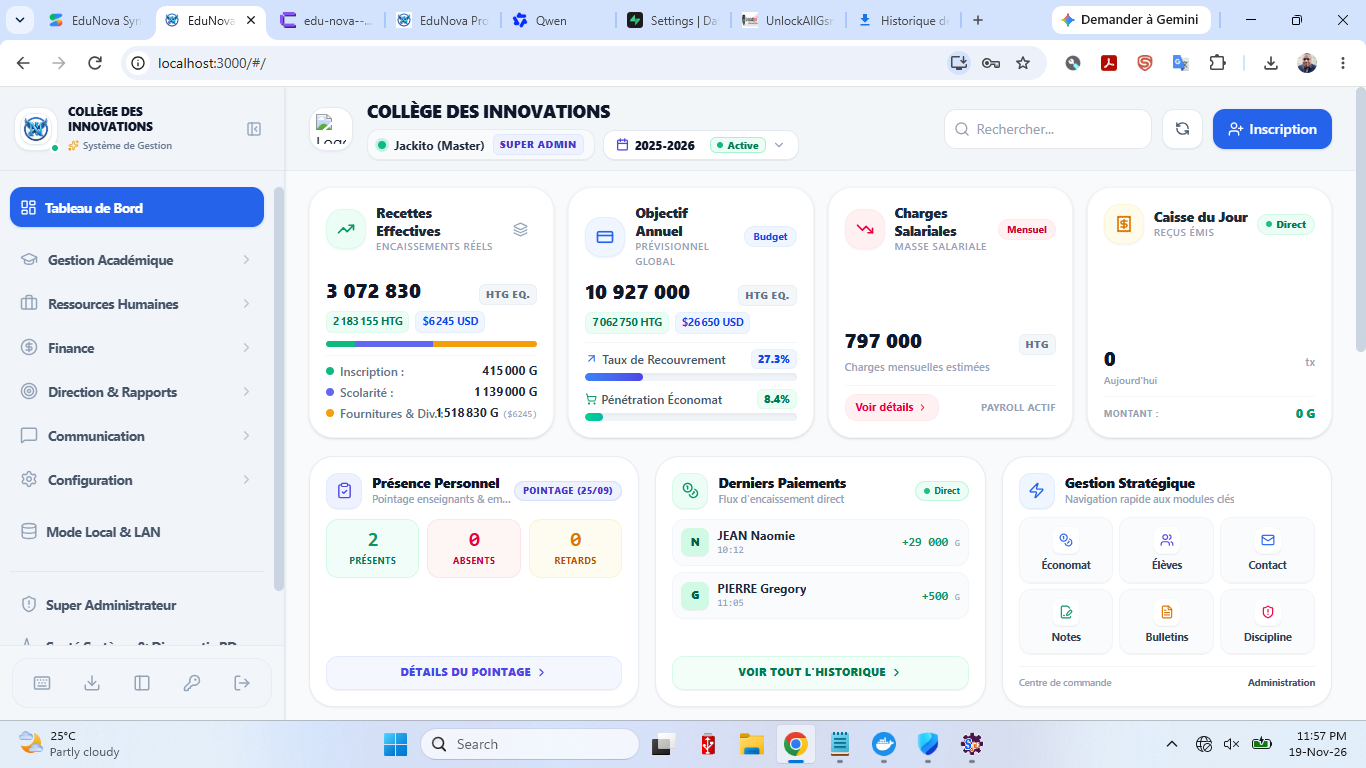 EduNova Syn
EduNova
edu-nova--...
EduNova Pro
Qwen
Settings | Da
UnlockAllGsm
Historique de
Demander à Gemini
localhost:3000/#/
COLLÈGE DES
INNOVATIONS
Système de Gestion
COLLÈGE DES INNOVATIONS
Jackito (Master) SUPER ADMIN
2025-2026 Active
Rechercher...
Inscription
Tableau de Bord
Gestion Académique
Ressources Humaines
Finance
Direction & Rapports
Communication
Configuration
Mode Local & LAN
Super Administrateur
Recettes
Effectives
ENCAISSEMENTS RÉELS
3 072 830 HTG EQ.
2 183 155 HTG $6245 USD
Inscription : 415 000 G
Scolarité : 1 139 000 G
Fournitures & Div. 1 518 830 G ($6245)
Objectif
Annuel
PRÉVISIONNEL
GLOBAL
Budget
10 927 000 HTG EQ.
7 062 750 HTG $26 650 USD
Taux de Recouvrement 27.3%
Pénétration Économat 8.4%
Charges
Salariales
MASSE SALARIALE
Mensuel
797 000 HTG
Charges mensuelles estimées
Voir détails PAYROLL ACTIF
Caisse du Jour
REÇUS ÉMIS
Direct
0 tx
Aujourd'hui
MONTANT : 0 G
Présence Personnel
Pointage enseignants & em...
POINTAGE (25/09)
2 0 0
PRÉSENTS ABSENTS RETARDS
DÉTAILS DU POINTAGE
Derniers Paiements
Flux d'encaissement direct
Direct
N JEAN Naomie +29 000 G
10:12
G PIERRE Gregory +500 G
11:05
VOIR TOUT L'HISTORIQUE
Gestion Stratégique
Navigation rapide aux modules clés
Économat Élèves Contact
Notes Bulletins Discipline
Centre de commande Administration
25°C
Partly cloudy
Search
11:57 PM
19-Nov-26